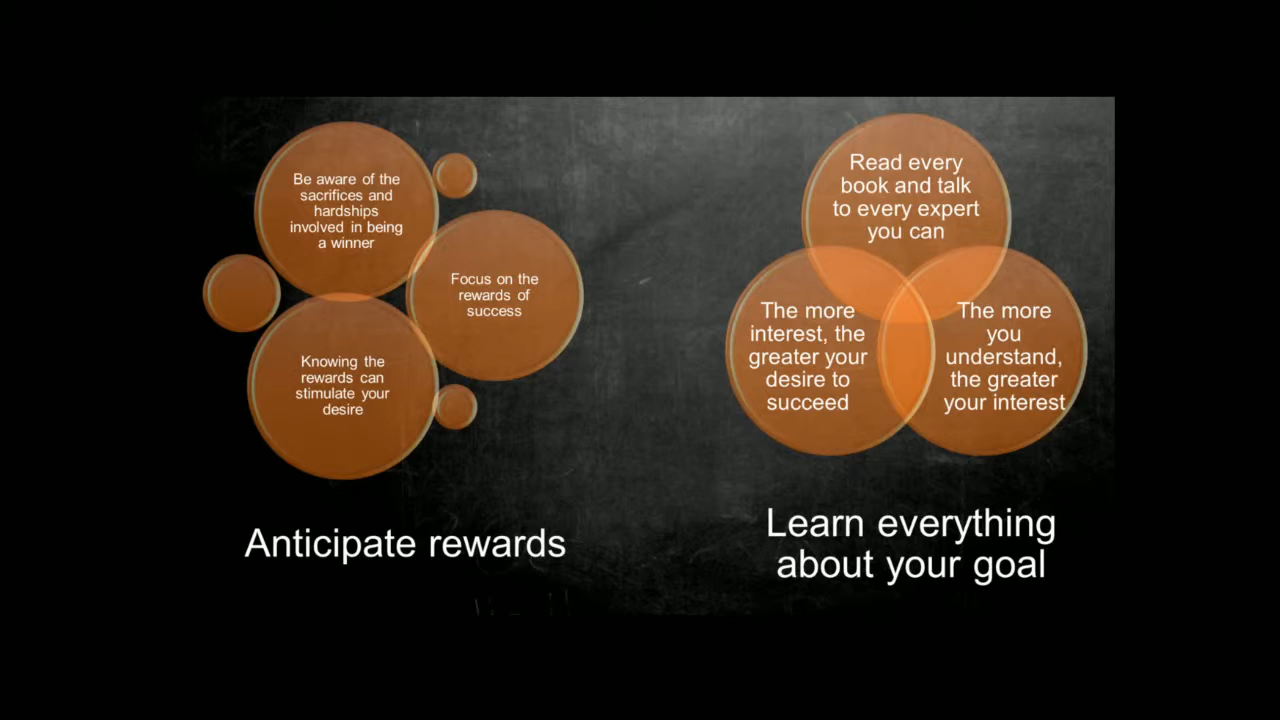 Be aware of the
sacrifices and
hardships
involved in being
a winner
Focus on the
rewards of
success
Knowing the
rewards can
stimulate your
desire
Anticipate rewards
Read every
book and talk
to every expert
you can
The more
interest, the
greater your
desire to
succeed
The more
you
understand,
the greater
your interest
Learn everything
about your goal